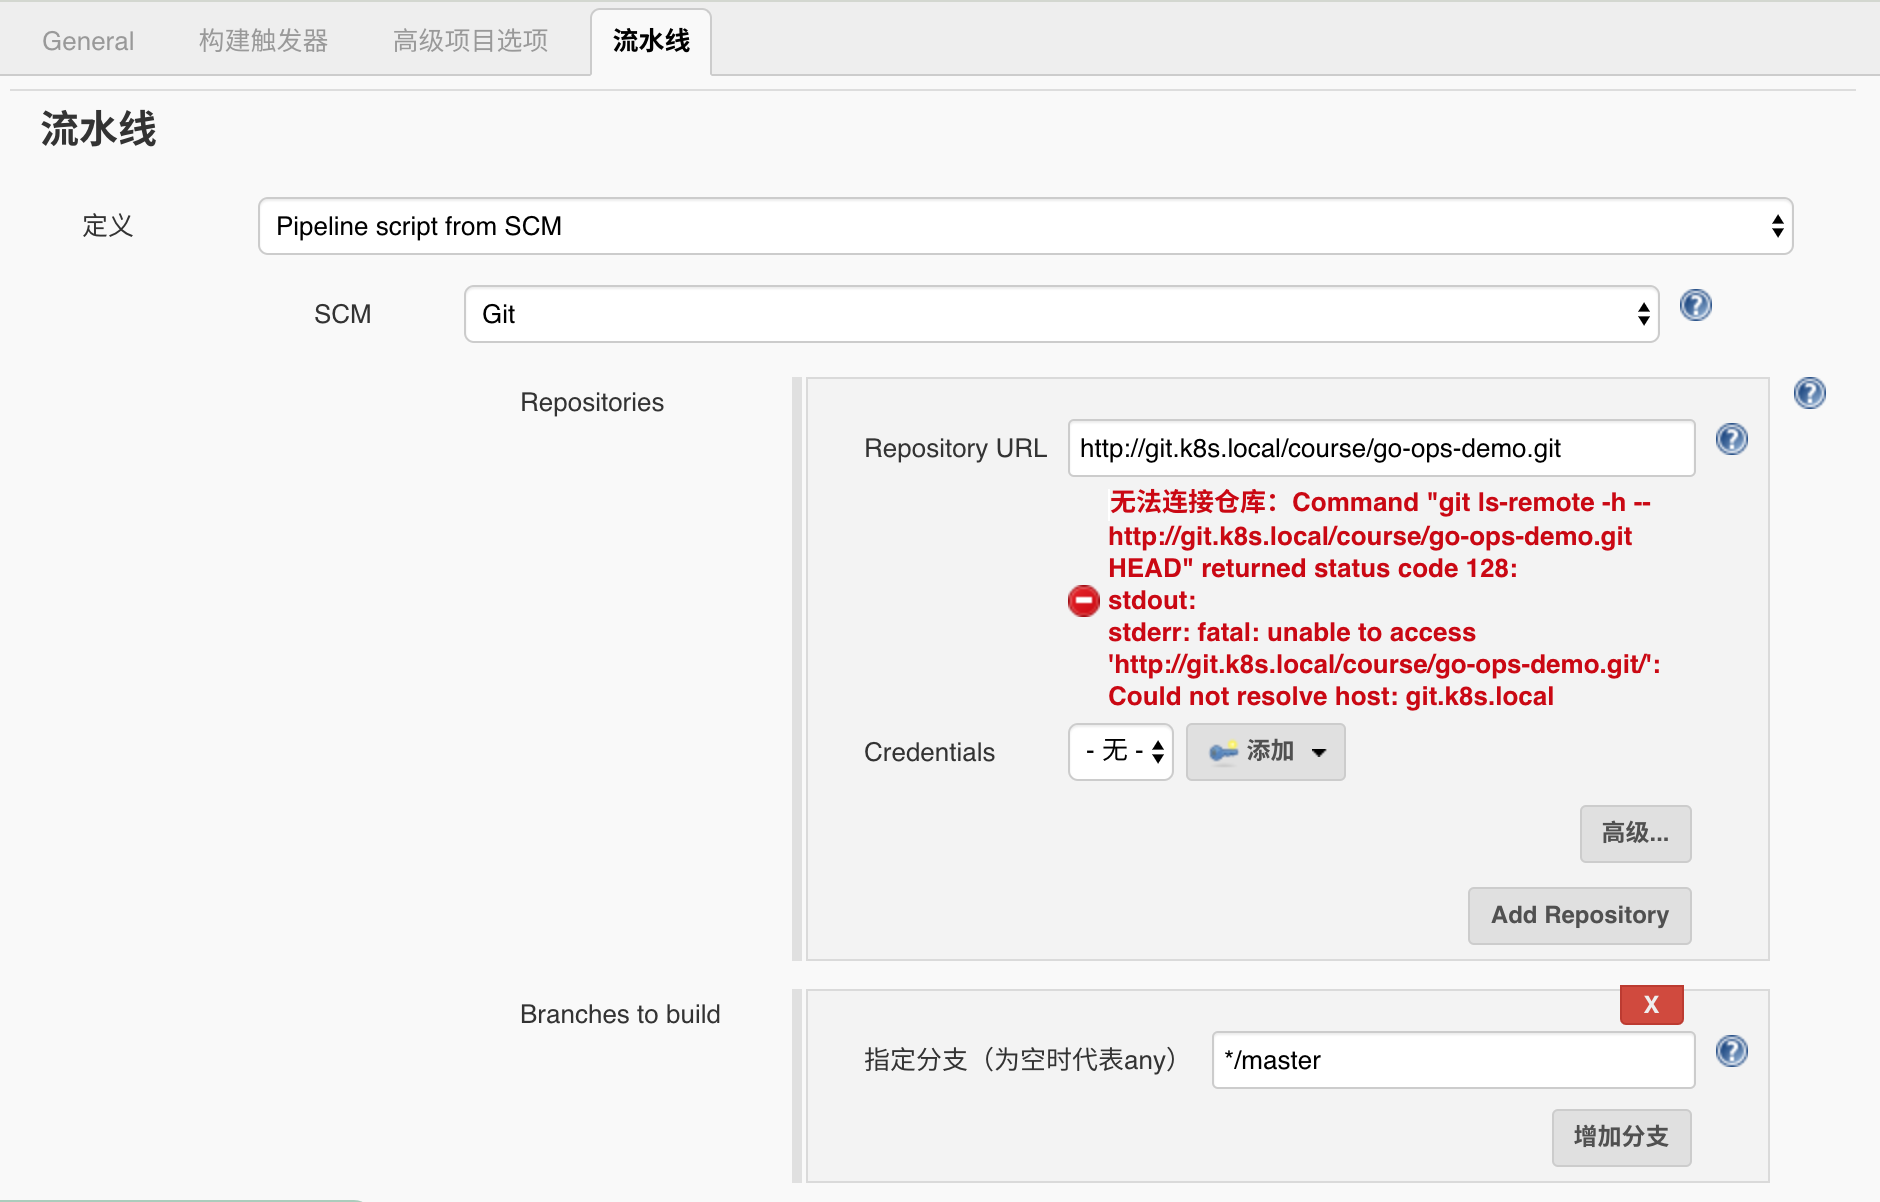 General 构建触发器 高级项目选项 流水线
流水线
定义 Pipeline script from SCM
SCM Git
Repositories
Repository URL http://git.k8s.local/course/go-ops-demo.git
无法连接仓库：Command "git ls-remote -h --
http://git.k8s.local/course/go-ops-demo.git
HEAD" returned status code 128:
stdout:
stderr: fatal: unable to access
'http://git.k8s.local/course/go-ops-demo.git/':
Could not resolve host: git.k8s.local
Credentials - 无 - 添加
高级...
Add Repository
Branches to build
X
指定分支（为空时代表any） */master
增加分支